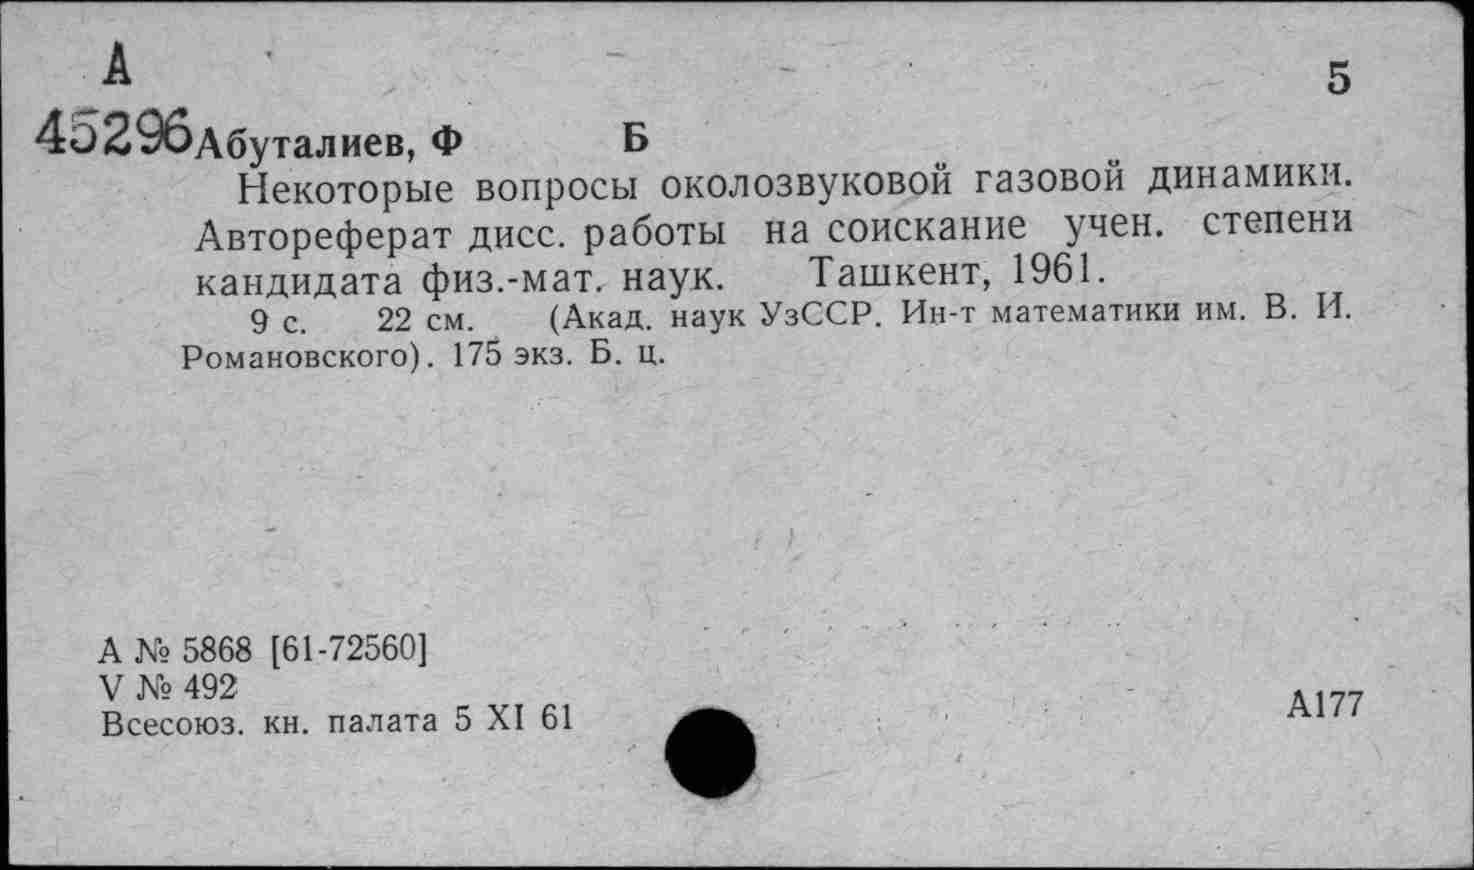 А
5
45296 Абуталиев, Ф Б
Некоторые вопросы околозвуковой газовой динамики.
Автореферат дисс. работы на соискание учен. степени
кандидата физ.-мат. наук. Ташкент, 1961.
9 с. 22 см. (Акад. наук УзССР. Ин-т математики им. В. И.
Романовского). 175 экз. Б. ц.
А № 5868 [61-72560]
V № 492
Всесоюз. кн. палата 5 XI 61
А177